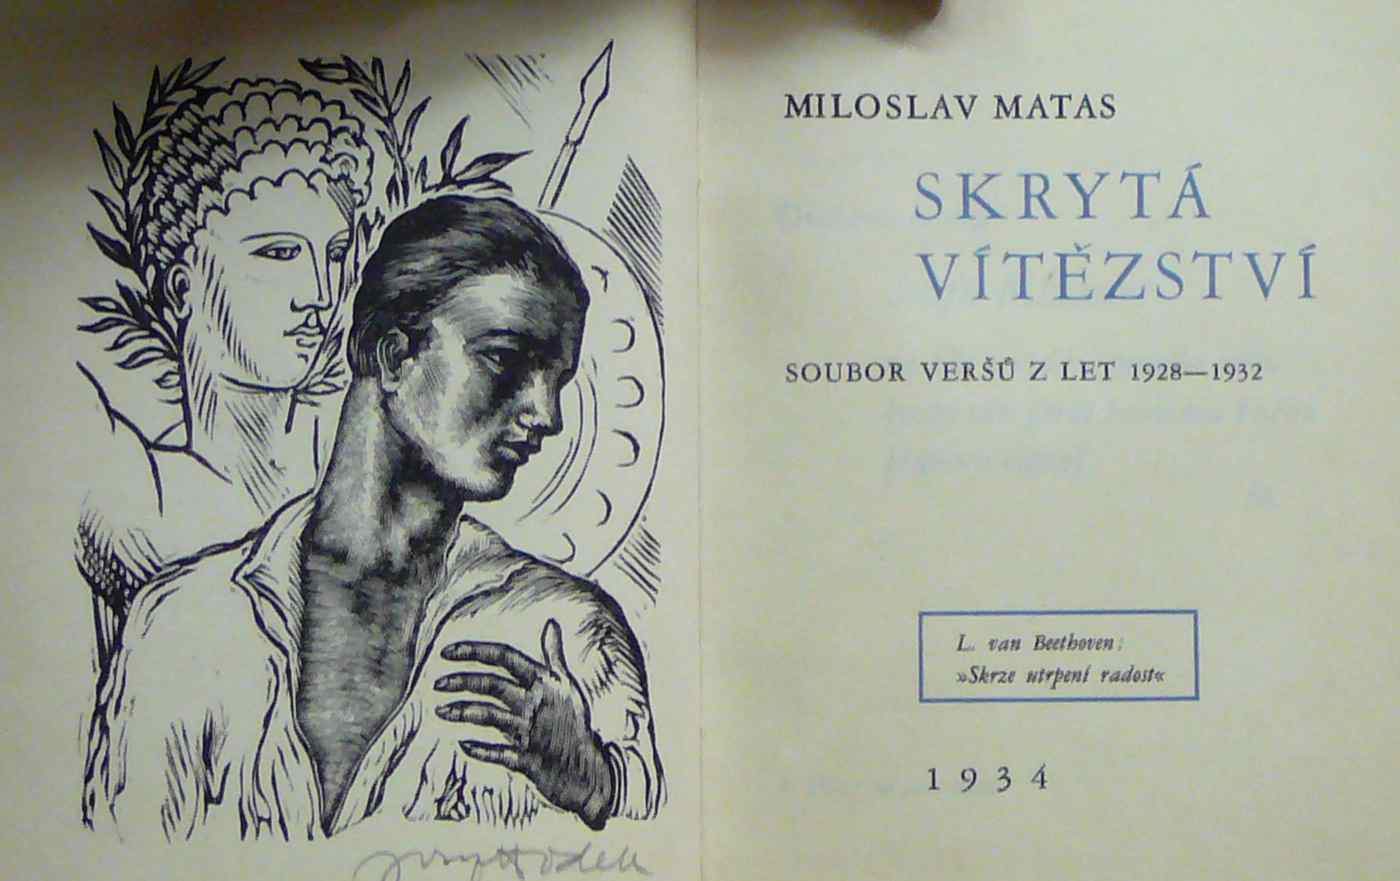 MILOSLAV MATAS
SKRYTÁ
VÍTĚZSTVÍ
SOUBOR VERŠŮ Z LET 1928—1932
L. van Beethoven:
»Skrze utrpení radost«
1934